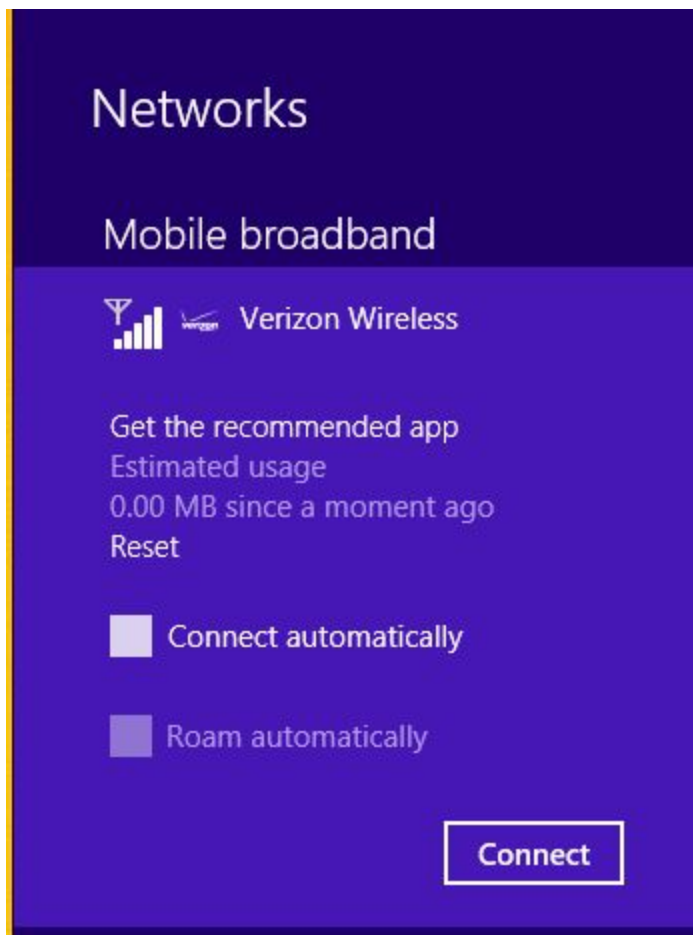 Networks
Mobile broadband
verizon Verizon Wireless
Get the recommended app
Estimated usage
0.00 MB since a moment ago
Reset
Connect automatically
Roam automatically
Connect